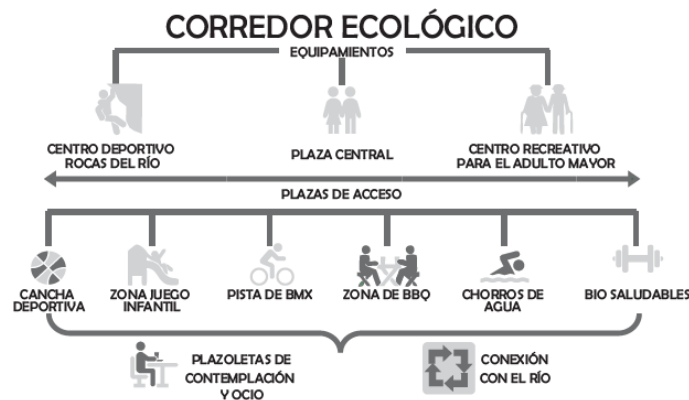 CORREDOR ECOLÓGICO
EQUIPAMIENTOS
CENTRO DEPORTIVO
ROCAS DEL RÍO
PLAZA CENTRAL
CENTRO RECREATIVO
PARA EL ADULTO MAYOR
PLAZAS DE ACCESO
CANCHA
DEPORTIVA
ZONA JUEGO
INFANTIL
PISTA DE BMX
ZONA DE BBQ
CHORROS DE
AGUA
BIO SALUDABLES
PLAZOLETAS DE
CONTEMPLACIÓN
Y OCIO
CONEXIÓN
CON EL RÍO